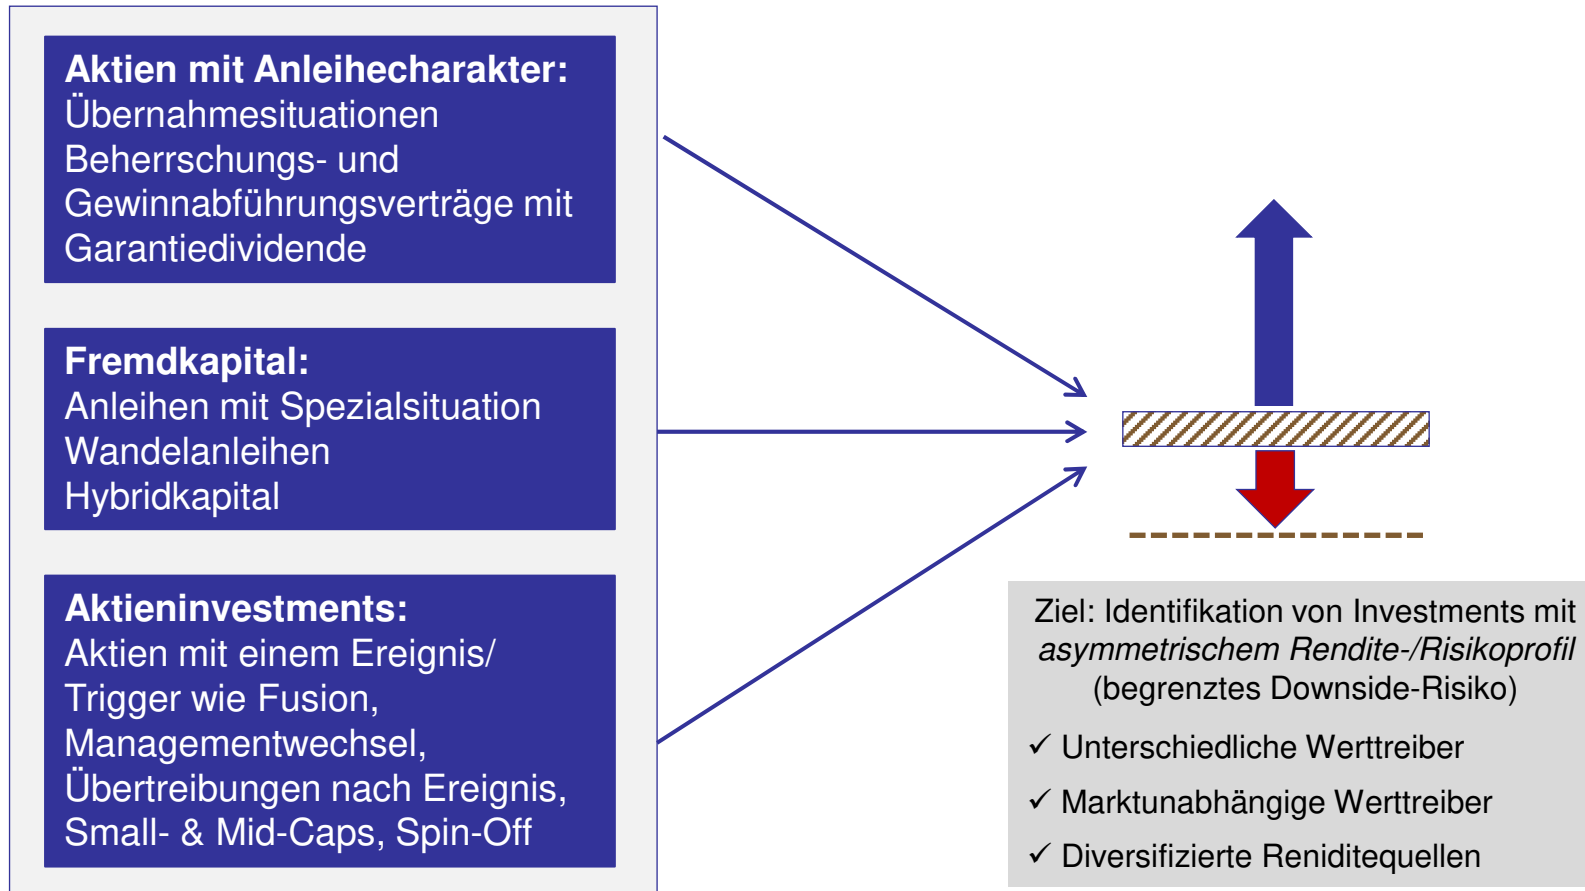 Aktien mit Anleihecharakter:
Übernahmesituationen
Beherrschungs- und
Gewinnabführungsverträge mit
Garantiedividende
Fremdkapital:
Anleihen mit Spezialsituation
Wandelanleihen
Hybridkapital
Aktieninvestments:
Aktien mit einem Ereignis/
Trigger wie Fusion,
Managementwechsel,
Übertreibungen nach Ereignis,
Small- & Mid-Caps, Spin-Off
Ziel: Identifikation von Investments mit
asymmetrischem Rendite-/Risikoprofil
(begrenztes Downside-Risiko)
✓ Unterschiedliche Werttreiber
✓ Marktunabhängige Werttreiber
✓ Diversifizierte Reniditequellen